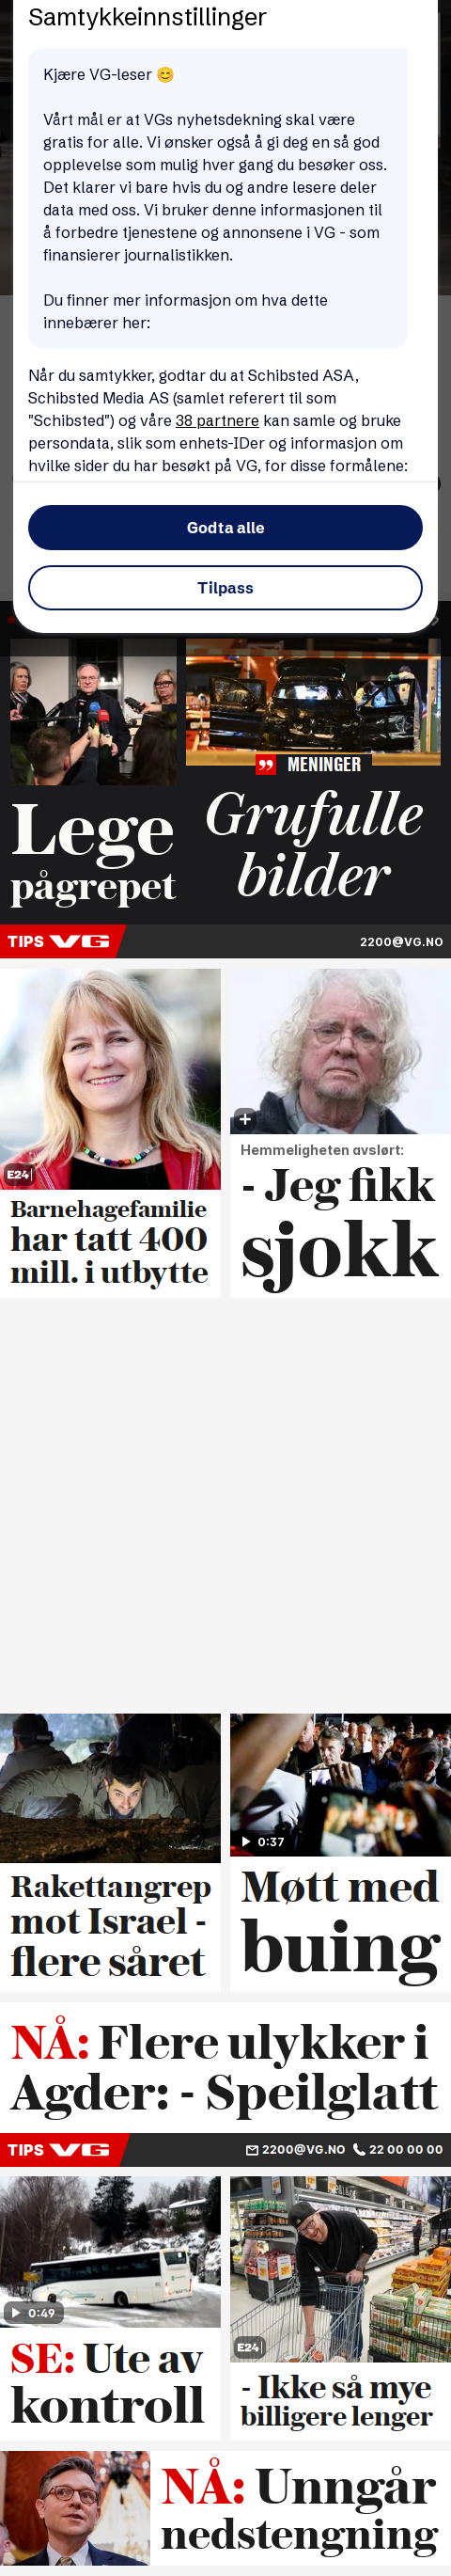 Samtykkeinnstillinger
Kjære VG-leser 😊
Vårt mål er at VGs nyhetsdekning skal være
gratis for alle. Vi ønsker også å gi deg en så god
opplevelse som mulig hver gang du besøker oss.
Det klarer vi bare hvis du og andre lesere deler
data med oss. Vi bruker denne informasjonen til
å forbedre tjenestene og annonsene i VG - som
finansierer journalistikken.
Du finner mer informasjon om hva dette
innebærer her:
Når du samtykker, godtar du at Schibsted ASA,
Schibsted Media AS (samlet referert til som
"Schibsted") og våre 38 partnere kan samle og bruke
persondata, slik som enhets-IDer og informasjon om
hvilke sider du har besøkt på VG, for disse formålene:
Godta alle
Tilpass
Lege
pågrepet
MENINGER
Grufulle
bilder
TIPS VG 2200@VG.NO
E24
Barnehagefamilie
har tatt 400
mill. i utbytte
Hemmeligheten avslørt:
- Jeg fikk
sjokk
Rakettangrep
mot Israel -
flere såret
0:37
Møtt med
buing
NÅ: Flere ulykker i
Agder: - Speilglatt
TIPS VG 2200@VG.NO 22 00 00 00
0:49
SE: Ute av
kontroll
E24
- Ikke så mye
billigere lenger
NÅ: Unngår
nedstengning